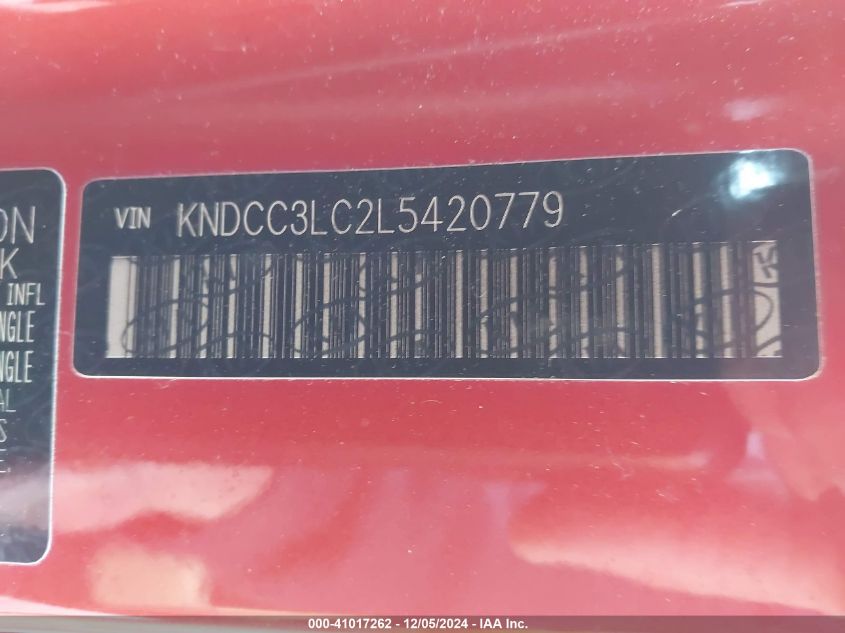 VIN KNDCC3LC2L5420779
ON
K
INFL
NGLE
NGLE
AL
S
E.
000-41017262 - 12/05/2024 - IAA Inc.